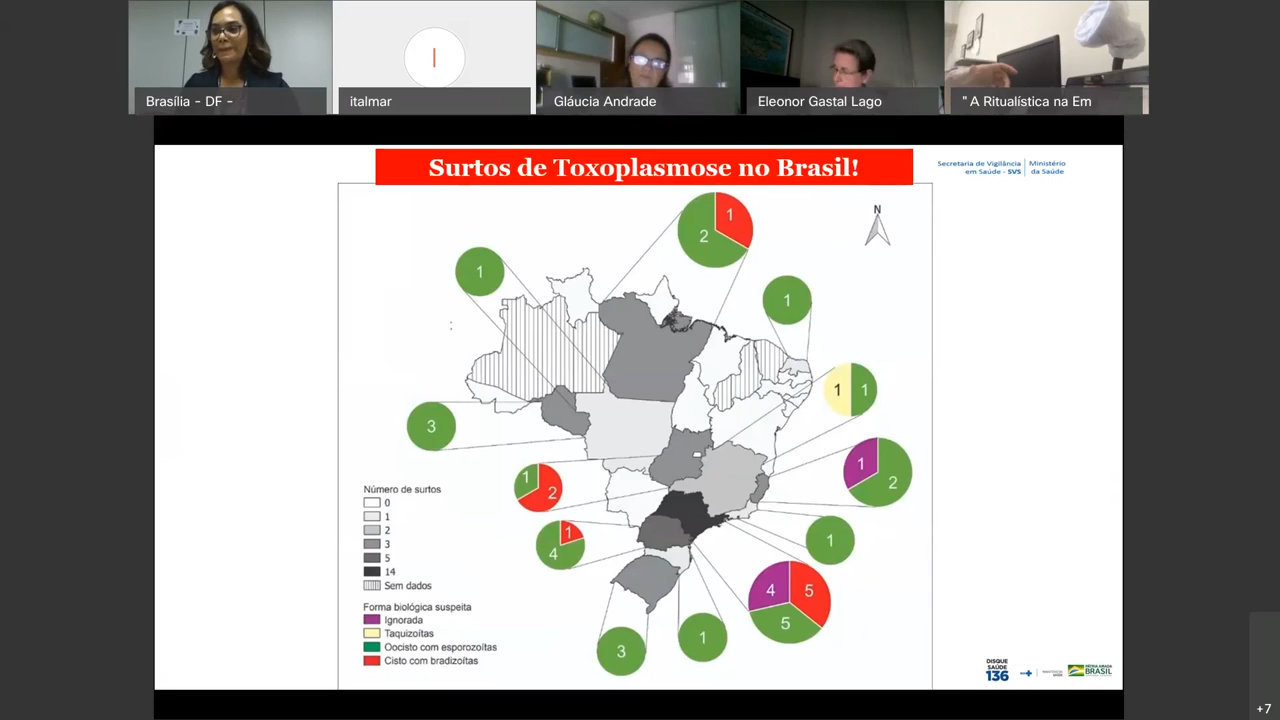 Brasília - DF -
italmar
Gláucia Andrade
Eleonor Gastal Lago
" A Ritualística na Em
Surtos de Toxoplasmose no Brasil!
Secretaria de Vigilância
em Saúde - SVS
Ministério
da Saúde
N
1
2
1
1
1
1
3
1
2
1
2
1
4
1
4
5
5
3
1
Número de surtos
0
1
2
3
5
14
Sem dados
Forma biológica suspeita
Ignorada
Taquizoítas
Oocisto com esporozoítas
Cisto com bradizoítas
DISQUE
SAÚDE
136
BRASIL
+7